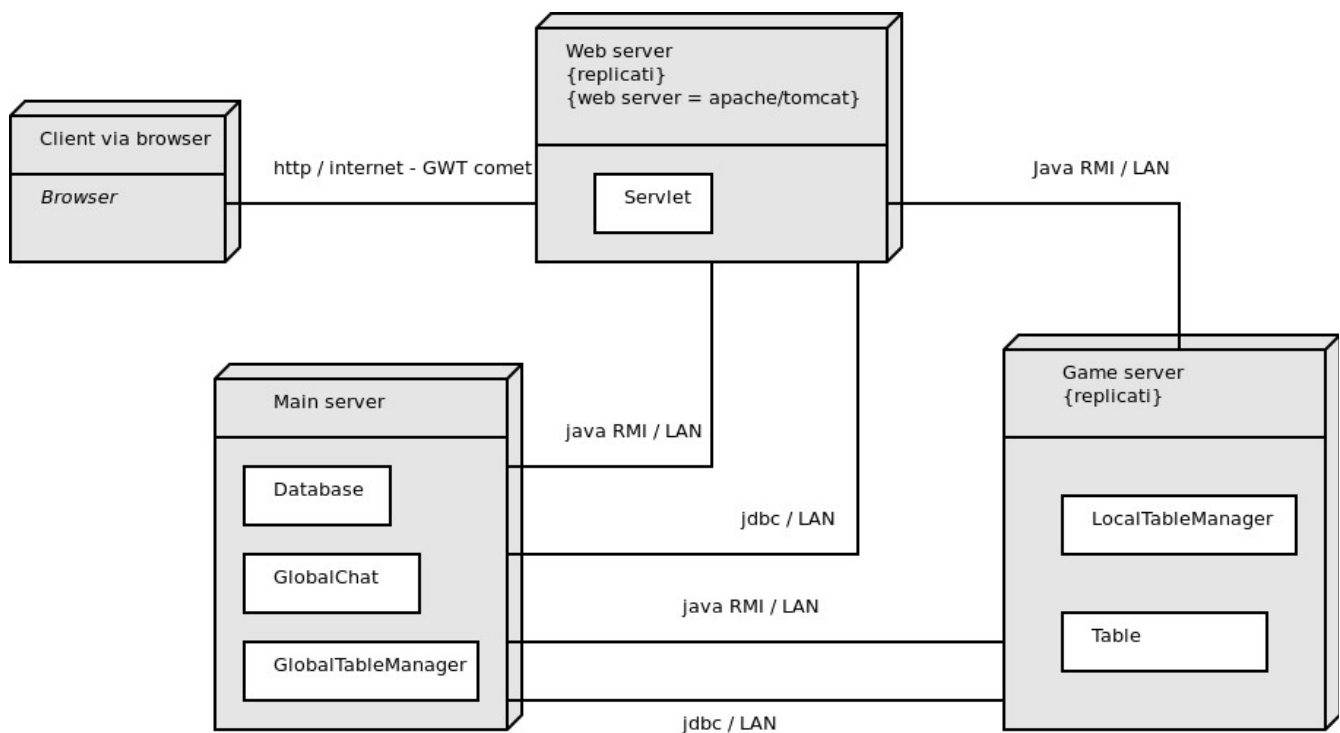 Web server
{replicati}
{web server = apache/tomcat}
Client via browser
http / internet - GWT comet
Java RMI / LAN
Browser
Servlet
Game server
{replicati}
Main server
java RMI / LAN
Database
LocalTableManager
jdbc / LAN
GlobalChat
java RMI / LAN
Table
GlobalTableManager
jdbc / LAN